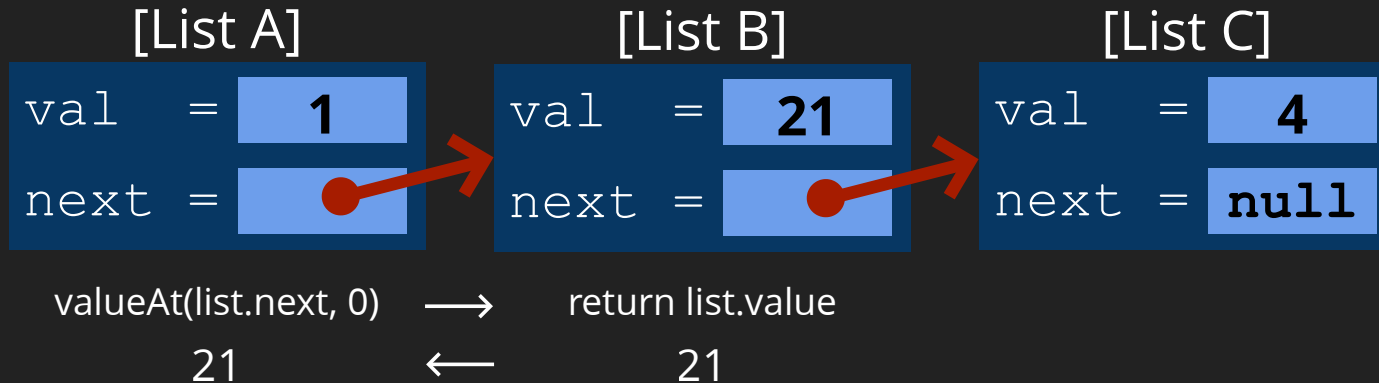 [List A] [List B] [List C]
val = 1 val = 21 val = 4
next = next = next = null
valueAt(list.next, 0) → return list.value
21 ← 21